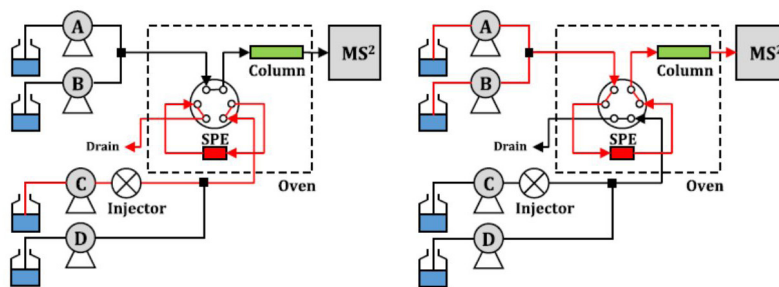 A
B
Column
MS²
Drain
SPE
C
Injector
Oven
D
A
B
Column
MS²
Drain
SPE
C
Injector
Oven
D